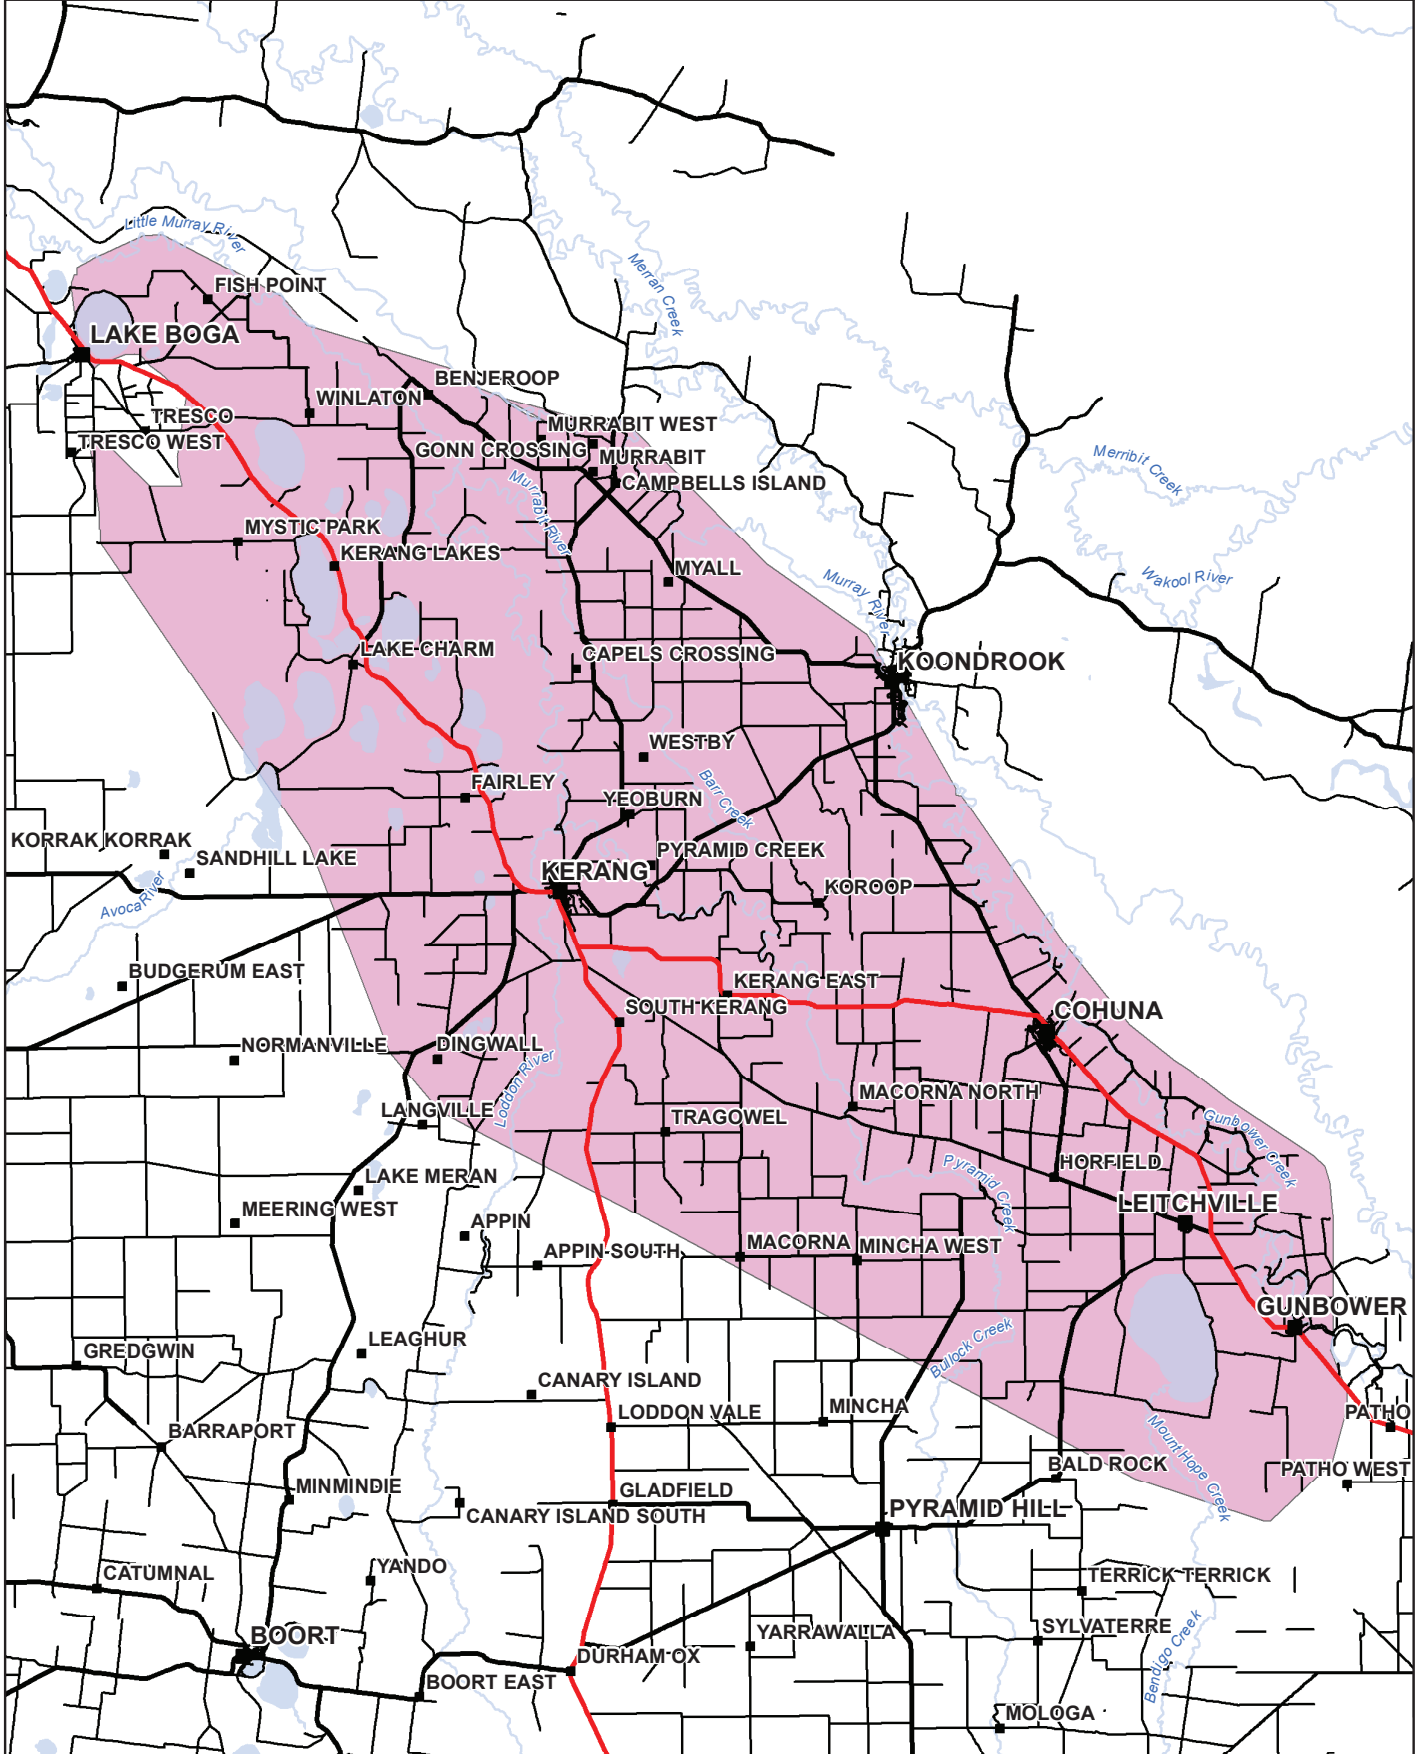 Little Murray River
FISH POINT
Merran Creek
LAKE BOGA
BENJEROOP
WINLATON
TRESCO
MURRABIT WEST
TRESCO WEST
GONN CROSSING
MURRABIT
Merribit Creek
CAMPBELLS ISLAND
Murrabit River
MYSTIC PARK
KERANG LAKES
MYALL
Murray River
Wakool River
LAKE CHARM
CAPELS CROSSING
KOONDROOK
WESTBY
FAIRLEY
Barr Creek
YEOBURN
KORRAK KORRAK
SANDHILL LAKE
PYRAMID CREEK
KERANG
KOROOP
Avoca River
BUDGERUM EAST
KERANG EAST
SOUTH KERANG
COHUNA
NORMANVILLE
DINGWALL
Loddon River
MACORNA NORTH
LANGVILLE
TRAGOWEL
Gunbower Creek
HORFIELD
Pyramid Creek
LAKE MERAN
LEITCHVILLE
MEERING WEST
APPIN
MACORNA
MINCHA WEST
APPIN SOUTH
GUNBOWER
LEAGHUR
Bullock Creek
GREDGWIN
CANARY ISLAND
LODDON VALE
MINCHA
PATHO
BARRAPORT
Mount Hope Creek
BALD ROCK
PATHO WEST
MINMINDIE
GLADFIELD
PYRAMID HILL
CANARY ISLAND SOUTH
CATUMNAL
YANDO
TERRICK TERRICK
BOORT
YARRAWALLA
SYLVATERRE
DURHAM OX
Bendigo Creek
BOORT EAST
MOLOGA